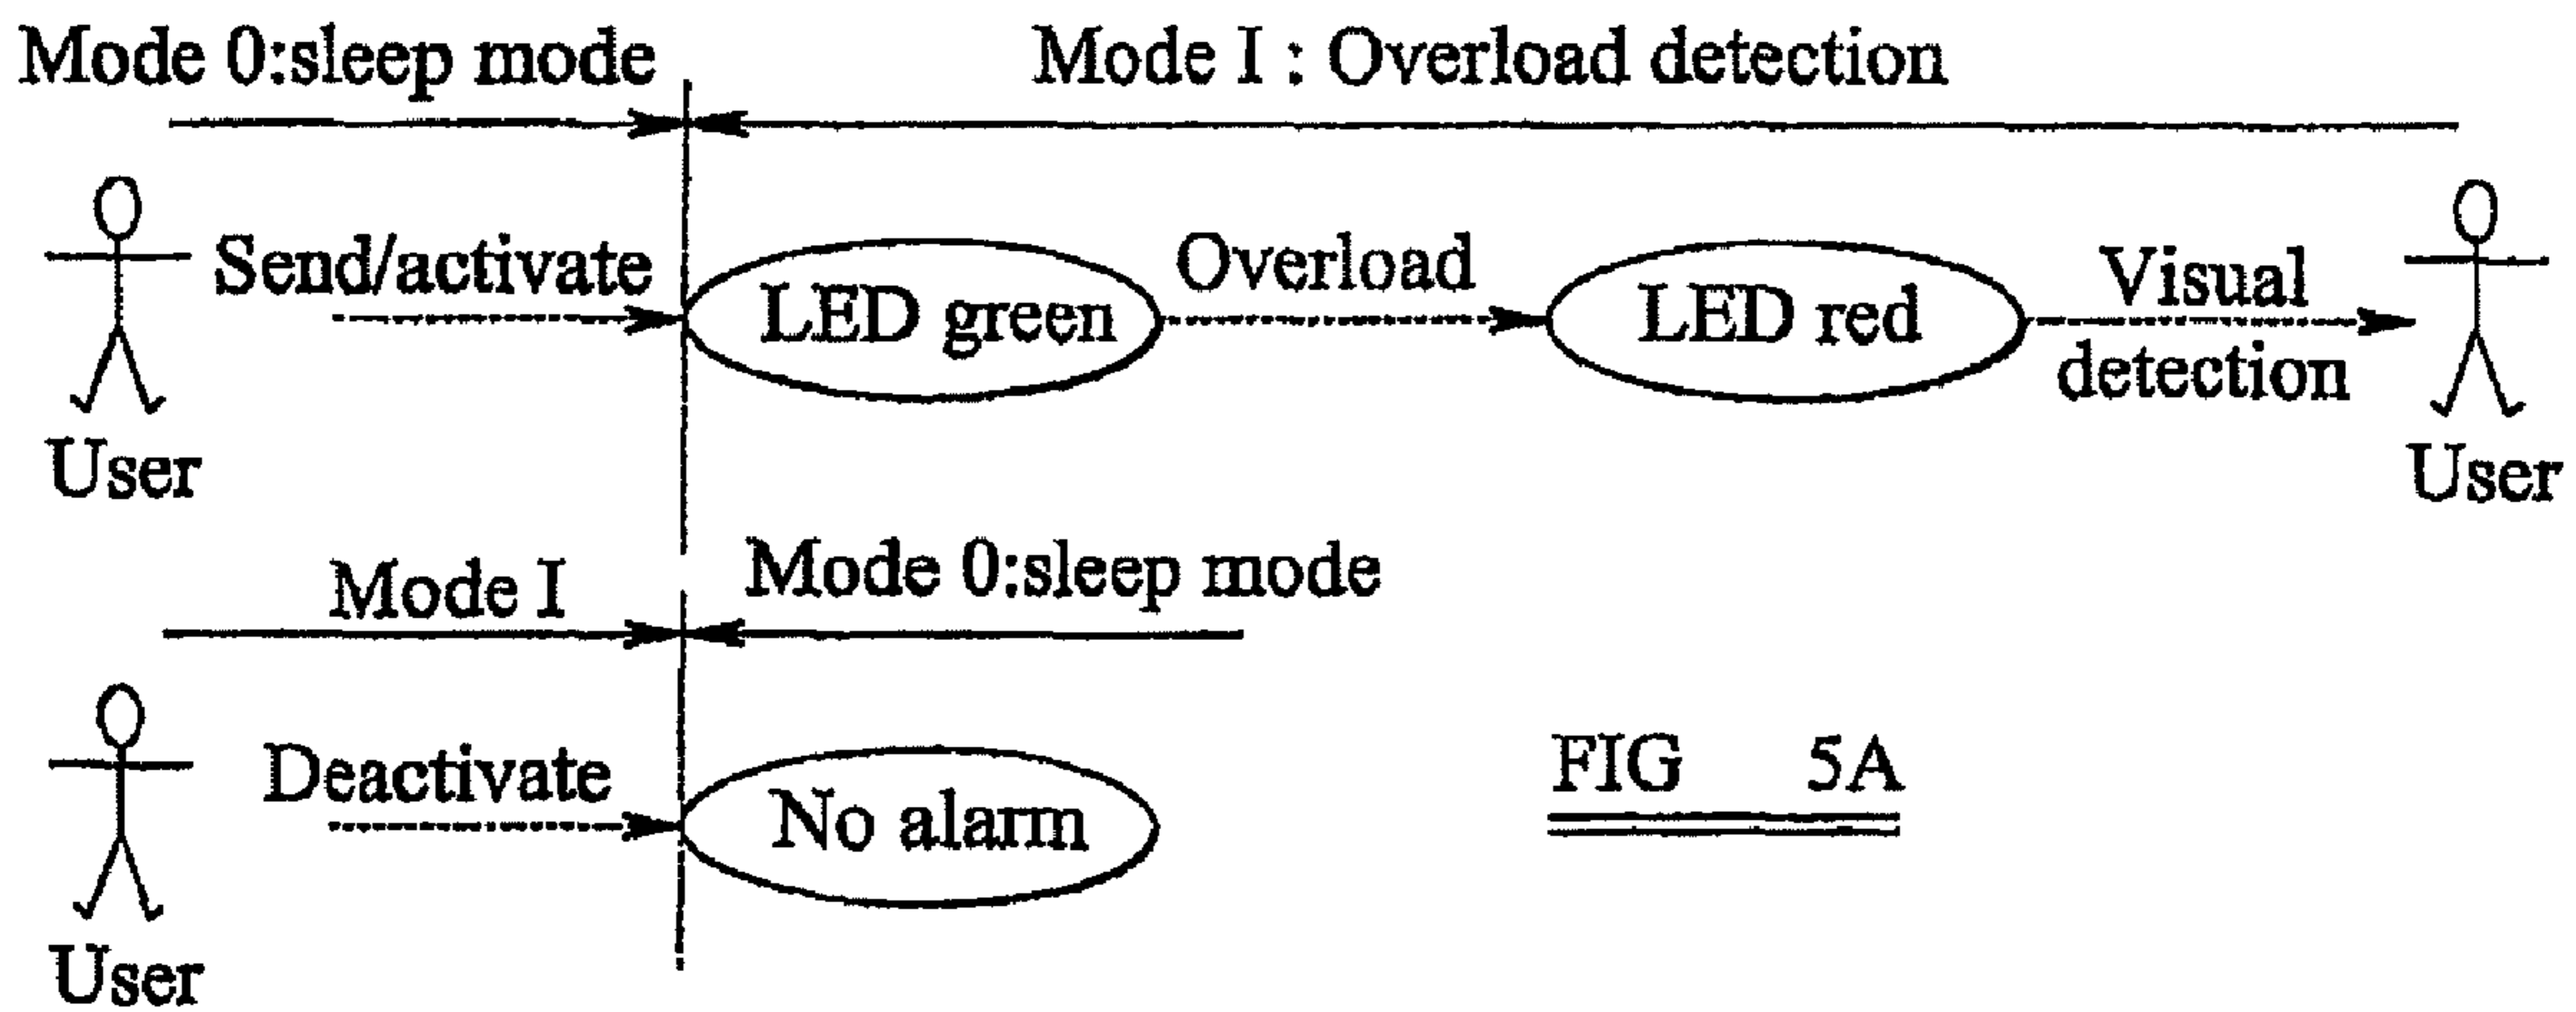 Mode 0:sleep mode
Mode I : Overload detection
Send/activate
LED green
Overload
LED red
Visual
detection
User
User
Mode I
Mode 0:sleep mode
Deactivate
No alarm
User
FIG 5A